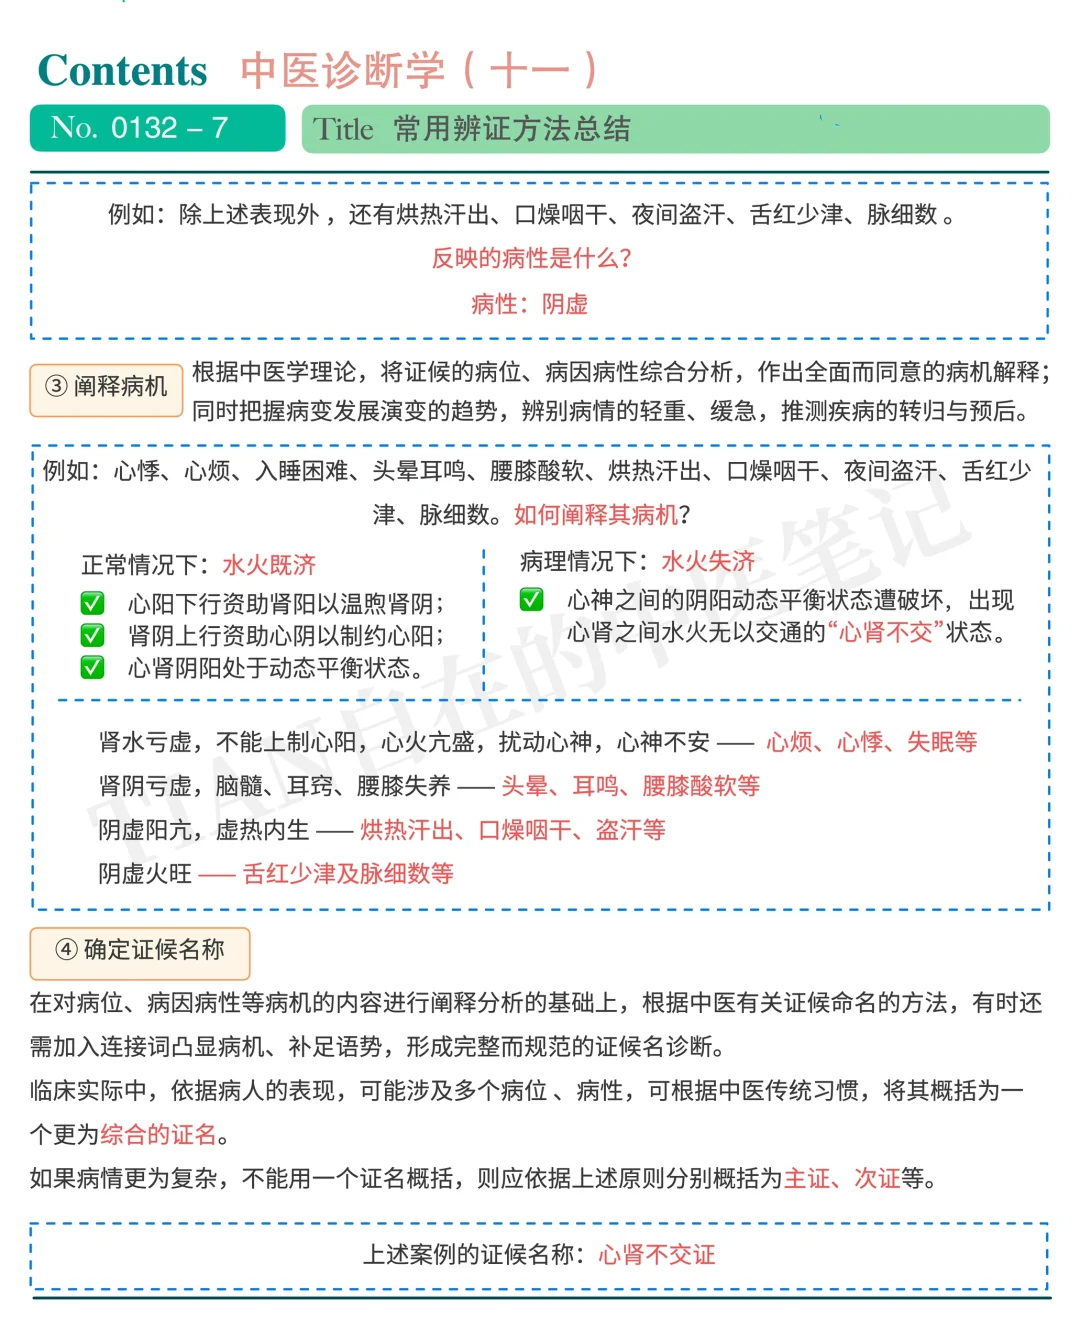 Contents 中医诊断学（十一）
No. 0132 – 7
Title 常用辨证方法总结
例如：除上述表现外 ，还有烘热汗出、口燥咽干、夜间盗汗、舌红少津、脉细数 。
反映的病性是什么？
病性：阴虚
③ 阐释病机
根据中医学理论，将证候的病位、病因病性综合分析，作出全面而同意的病机解释；
同时把握病变发展演变的趋势，辨别病情的轻重、缓急，推测疾病的转归与预后。
例如：心悸、心烦、入睡困难、头晕耳鸣、腰膝酸软、烘热汗出、口燥咽干、夜间盗汗、舌红少
津、脉细数。如何阐释其病机？
正常情况下：水火既济
✅ 心阳下行资助肾阳以温煦肾阴；
✅ 肾阴上行资助心阴以制约心阳；
✅ 心肾阴阳处于动态平衡状态。
病理情况下：水火失济
✅ 心神之间的阴阳动态平衡状态遭破坏，出现
心肾之间水火无以交通的“心肾不交”状态。
肾水亏虚，不能上制心阳，心火亢盛，扰动心神，心神不安 —— 心烦、心悸、失眠等
肾阴亏虚，脑髓、耳窍、腰膝失养 —— 头晕、耳鸣、腰膝酸软等
阴虚阳亢，虚热内生 —— 烘热汗出、口燥咽干、盗汗等
阴虚火旺 —— 舌红少津及脉细数等
④ 确定证候名称
在对病位、病因病性等病机的内容进行阐释分析的基础上，根据中医有关证候命名的方法，有时还
需加入连接词凸显病机、补足语势，形成完整而规范的证候名诊断。
临床实际中，依据病人的表现，可能涉及多个病位 、病性，可根据中医传统习惯，将其概括为一
个更为综合的证名。
如果病情更为复杂，不能用一个证名概括，则应依据上述原则分别概括为主证、次证等。
上述案例的证候名称：心肾不交证
TIAN自在的中医笔记